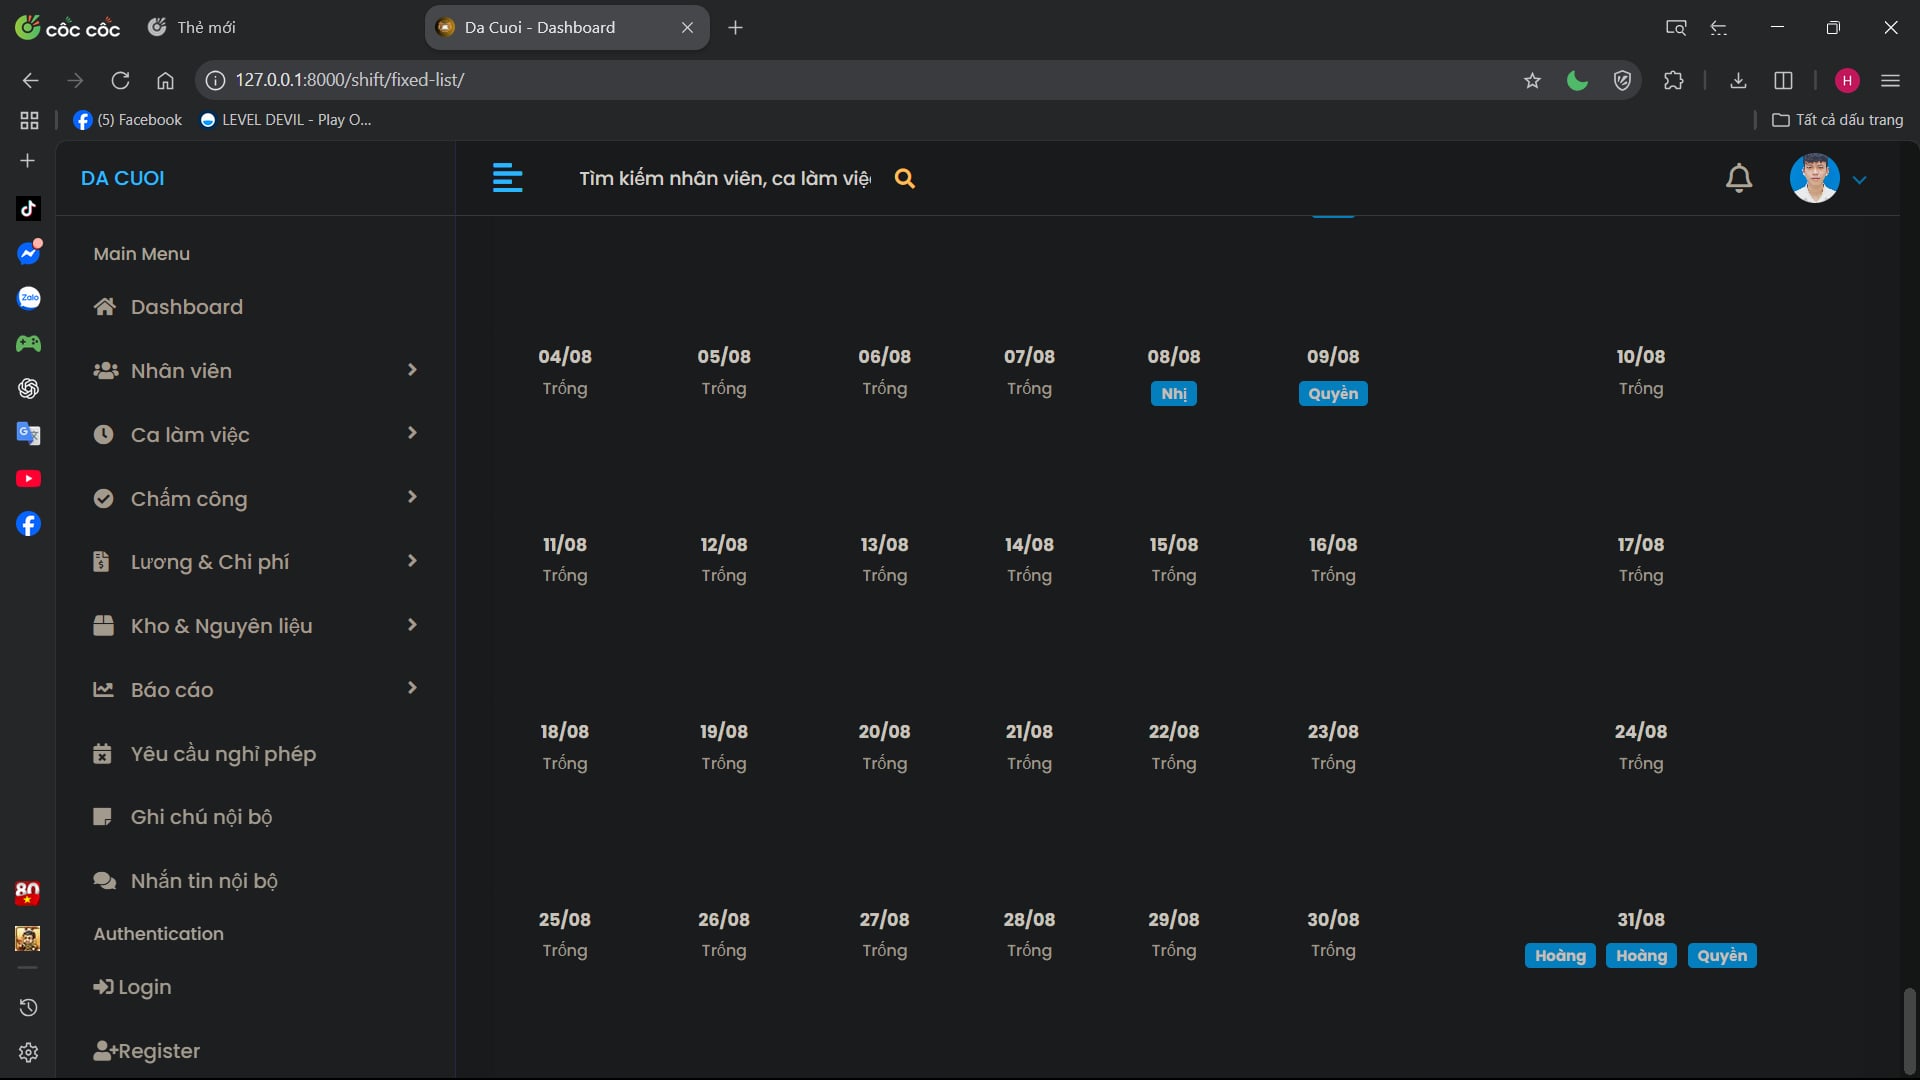 cốc cốc
Thẻ mới
Da Cuoi - Dashboard
127.0.0.1:8000/shift/fixed-list/
H
(5) Facebook
LEVEL DEVIL - Play O...
Tất cả dấu trang
DA CUOI
Tìm kiếm nhân viên, ca làm việ
Main Menu
Dashboard
Nhân viên
Ca làm việc
Chấm công
Lương & Chi phí
Kho & Nguyên liệu
Báo cáo
Yêu cầu nghỉ phép
Ghi chú nội bộ
Nhắn tin nội bộ
Authentication
Login
Register
Zalo
80
04/08 05/08 06/08 07/08 08/08 09/08 10/08
Trống Trống Trống Trống Nhị Quyền Trống
11/08 12/08 13/08 14/08 15/08 16/08 17/08
Trống Trống Trống Trống Trống Trống Trống
18/08 19/08 20/08 21/08 22/08 23/08 24/08
Trống Trống Trống Trống Trống Trống Trống
25/08 26/08 27/08 28/08 29/08 30/08 31/08
Trống Trống Trống Trống Trống Trống Hoàng Hoàng Quyền